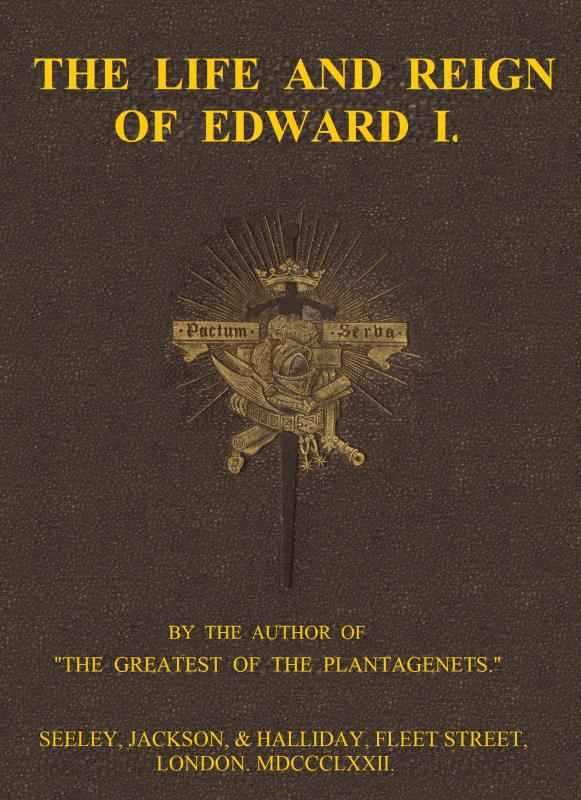 THE LIFE AND REIGN
OF EDWARD I.
Pactum Serva
BY THE AUTHOR OF
"THE GREATEST OF THE PLANTAGENETS."
SEELEY, JACKSON, & HALLIDAY, FLEET STREET,
LONDON. MDCCCLXXII.